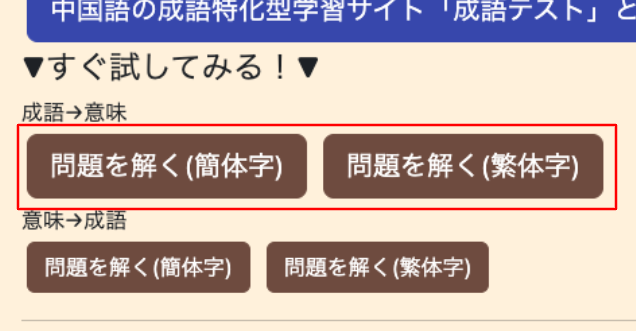 中国語の成語特化型学習サイト「成語テスト」と
▼すぐ試してみる！▼
成語→意味
問題を解く(簡体字) 問題を解く(繁体字)
意味→成語
問題を解く(簡体字) 問題を解く(繁体字)